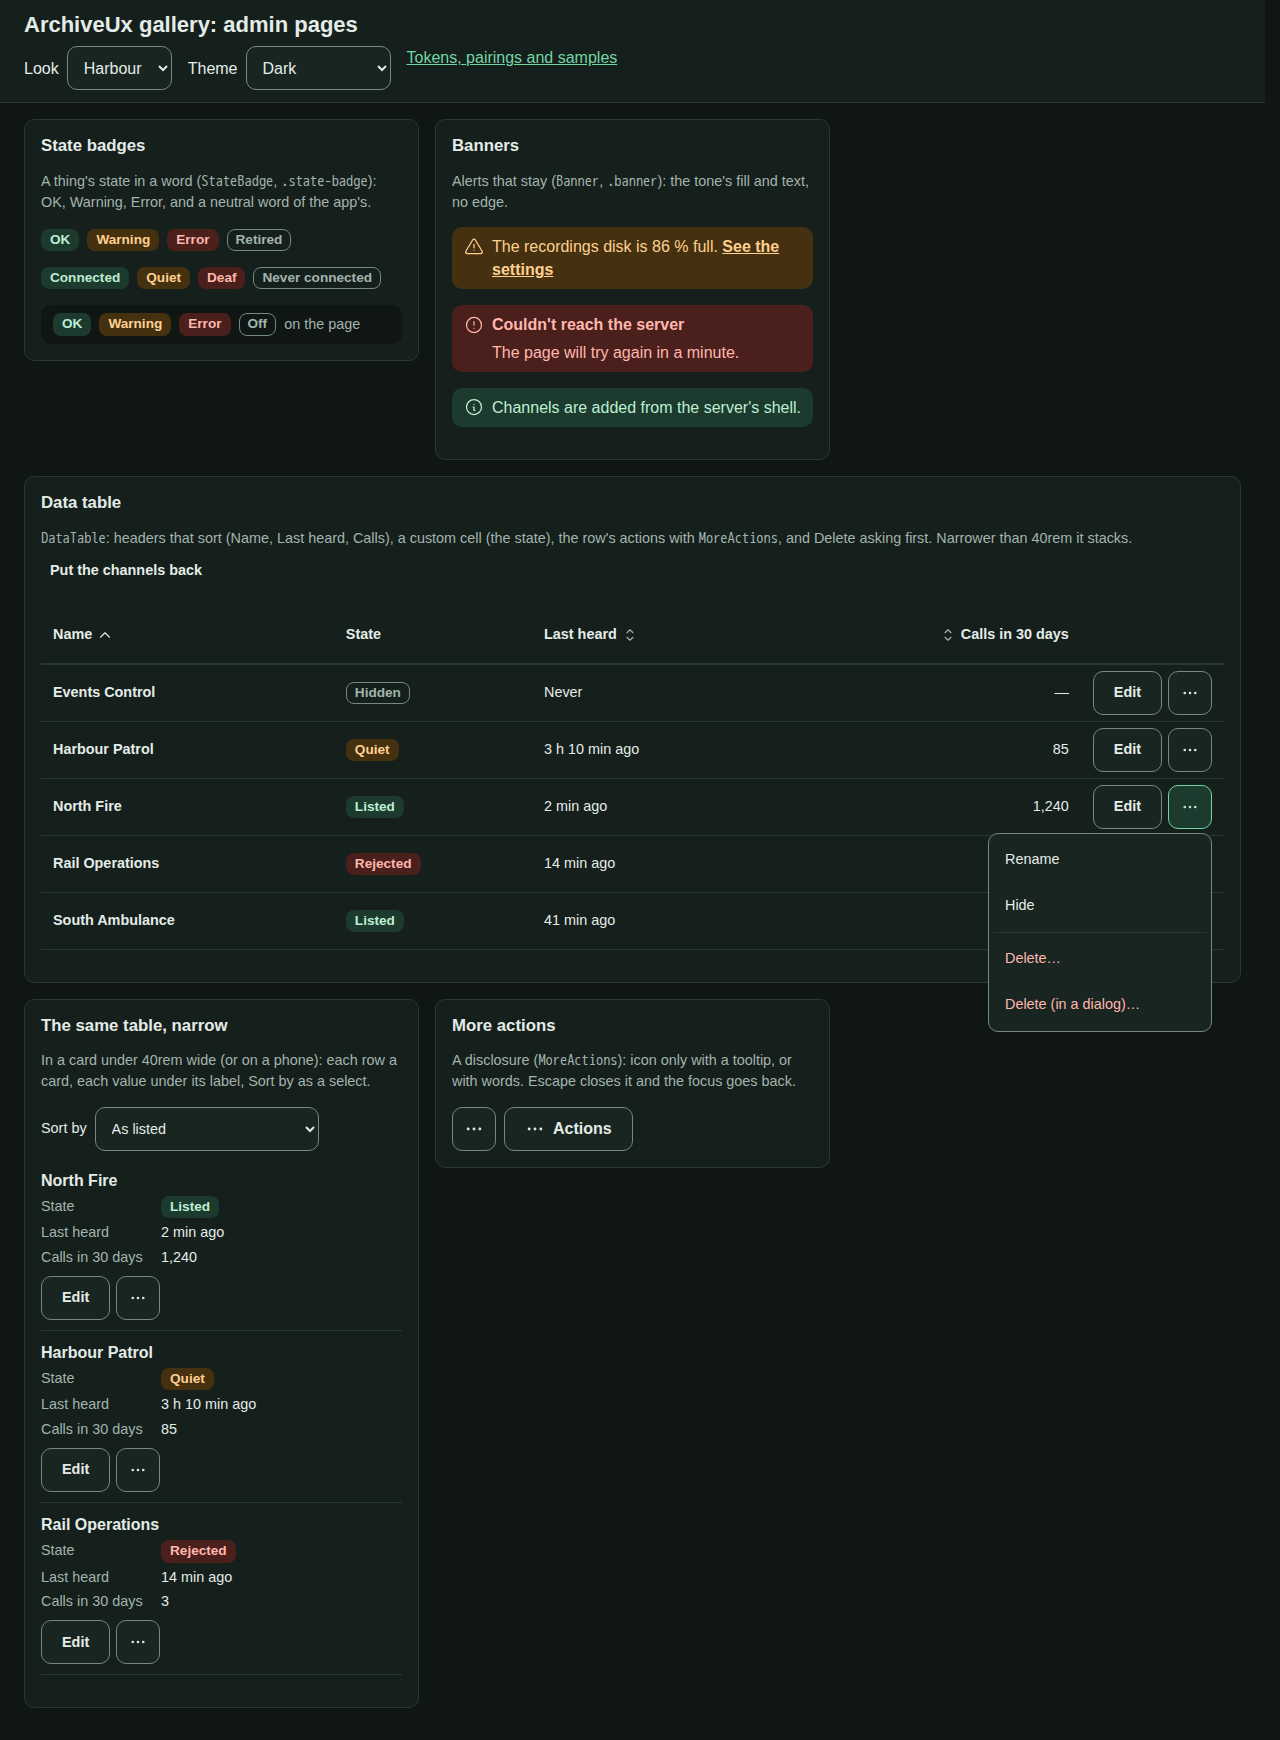 ArchiveUx gallery: admin pages
Look Harbour Theme Dark Tokens, pairings and samples
State badges
A thing's state in a word (StateBadge, .state-badge):
OK, Warning, Error, and a neutral word of the app's.
OK Warning Error Retired
Connected Quiet Deaf Never connected
OK Warning Error Off on the page
Banners
Alerts that stay (Banner, .banner): the tone's fill and text,
no edge.
The recordings disk is 86 % full. See the
settings
Couldn't reach the server
The page will try again in a minute.
Channels are added from the server's shell.
Data table
DataTable: headers that sort (Name, Last heard, Calls), a custom cell (the state), the row's actions with MoreActions, and Delete asking first. Narrower than 40rem it stacks.
Put the channels back
Name State Last heard Calls in 30 days
Events Control Hidden Never — Edit
Harbour Patrol Quiet 3 h 10 min ago 85 Edit
North Fire Listed 2 min ago 1,240 Edit
Rail Operations Rejected 14 min ago
South Ambulance Listed 41 min ago
Rename
Hide
Delete…
Delete (in a dialog)…
The same table, narrow
In a card under 40rem wide (or on a phone): each row a
card, each value under its label, Sort by as a select.
Sort by As listed
North Fire
State Listed
Last heard 2 min ago
Calls in 30 days 1,240
Edit
Harbour Patrol
State Quiet
Last heard 3 h 10 min ago
Calls in 30 days 85
Edit
Rail Operations
State Rejected
Last heard 14 min ago
Calls in 30 days 3
Edit
More actions
A disclosure (MoreActions): icon only with a tooltip, or
with words. Escape closes it and the focus goes back.
Actions